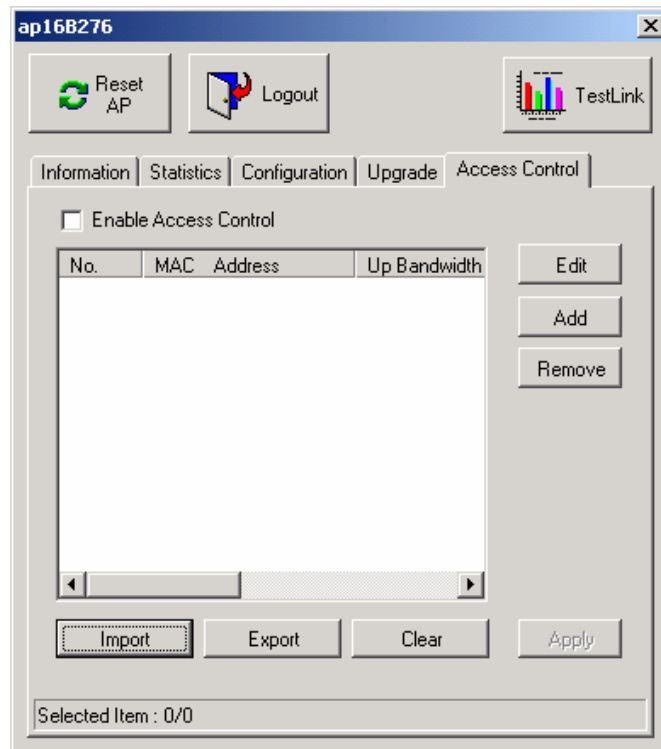 ap16B276
Reset AP
Logout
TestLink
Information Statistics Configuration Upgrade Access Control
Enable Access Control
No. MAC Address Up Bandwidth
Edit
Add
Remove
Import Export Clear Apply
Selected Item : 0/0